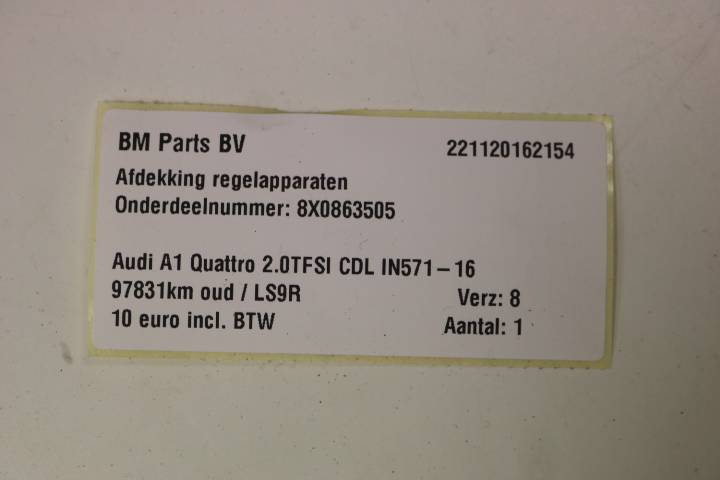 BM Parts BV 221120162154
Afdekking regelapparaten
Onderdeelnummer: 8X0863505
Audi A1 Quattro 2.0TFSI CDL IN571-16
97831km oud / LS9R Verz: 8
10 euro incl. BTW Aantal: 1